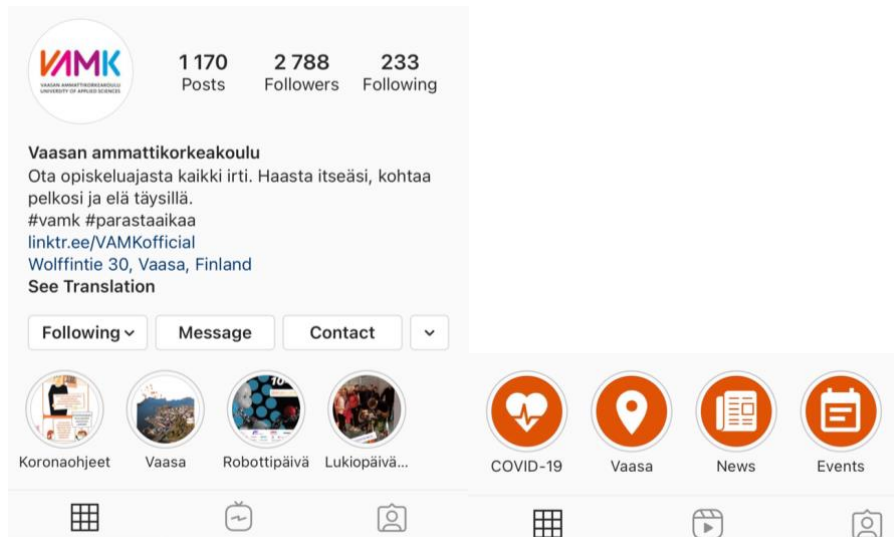 VAMK
VAASAN AMMATTIKORKEAKOULU
UNIVERSITY OF APPLIED SCIENCES
1 170 2 788 233
Posts Followers Following
Vaasan ammattikorkeakoulu
Ota opiskeluajasta kaikki irti. Haasta itseäsi, kohtaa
pelkosi ja elä täysillä.
#vamk #parastaaikaa
linktr.ee/VAMKofficial
Wolffintie 30, Vaasa, Finland
See Translation
Following Message Contact
Koronaohjeet Vaasa Robottipäivä Lukiopäivä...
COVID-19 Vaasa News Events